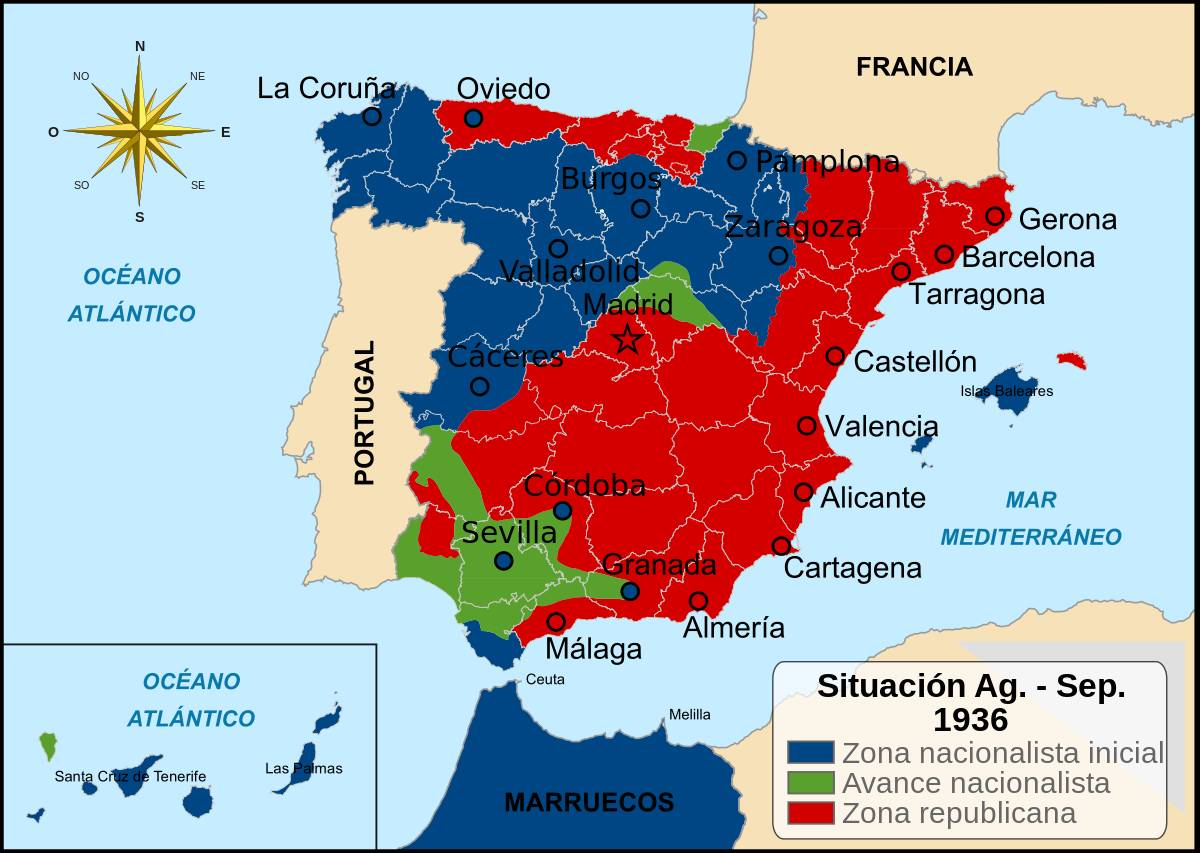 N
NO
NE
O
E
SO
SE
S
FRANCIA
La Coruña
Oviedo
Pamplona
Burgos
Gerona
Zaragoza
Barcelona
Valladolid
Tarragona
OCÉANO
ATLÁNTICO
Madrid
Cáceres
Castellón
Islas Baleares
PORTUGAL
Valencia
Córdoba
Alicante
MAR
MEDITERRÁNEO
Sevilla
Granada
Cartagena
Almería
Málaga
Ceuta
Melilla
MARRUECOS
OCÉANO
ATLÁNTICO
Santa Cruz de Tenerife
Las Palmas
Situación Ag. - Sep.
1936
Zona nacionalista inicial
Avance nacionalista
Zona republicana